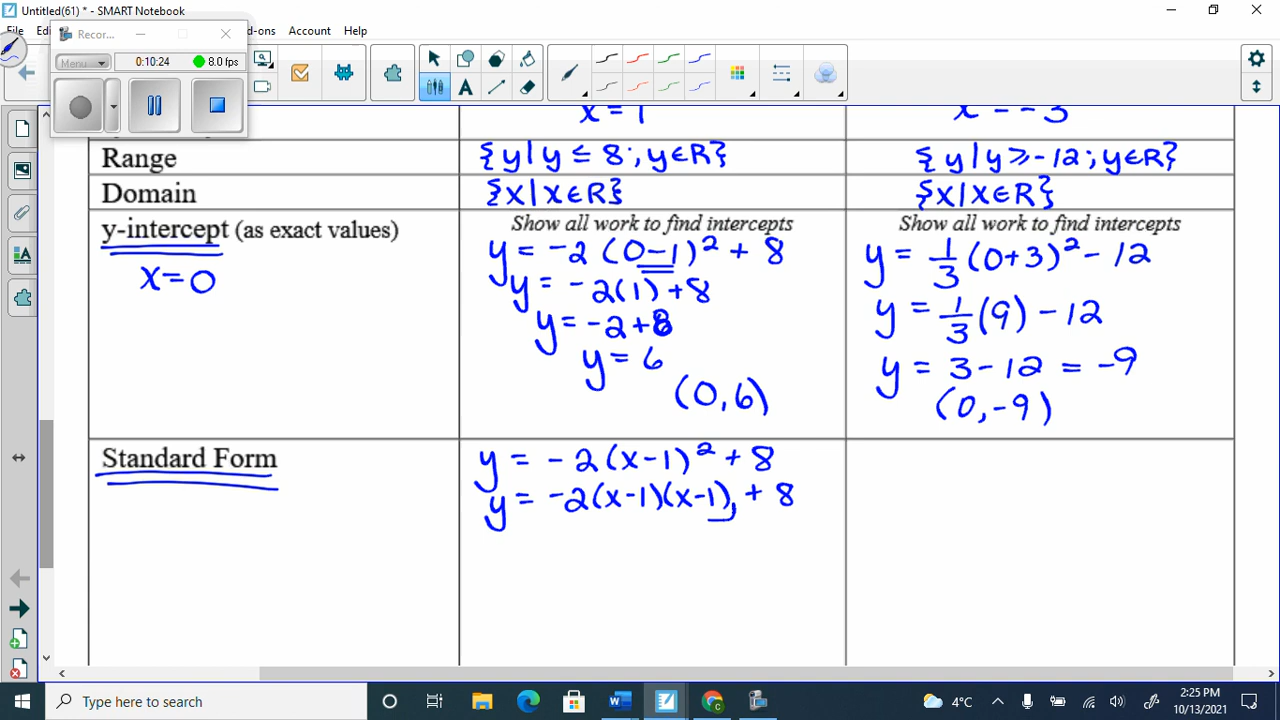 Untitled(61) * - SMART Notebook
Recor...
File Edi d-ons Account Help
Menu 0:10:24 8.0 fps
x = 1 x = -3
Range {y|y ≤ 8; y∈R} {y|y ≥ -12; y∈R}
Domain {x|x∈R} {x|x∈R}
y-intercept (as exact values) Show all work to find intercepts Show all work to find intercepts
x=0
y = -2(0-1)² + 8
y = -2(1) + 8
y = -2+8
y = 6
(0,6)
y = 1/3(0+3)² - 12
y = 1/3(9) - 12
y = 3 - 12 = -9
(0,-9)
Standard Form y = -2(x-1)² + 8
y = -2(x-1)(x-1) + 8
Type here to search
4°C
2:25 PM
10/13/2021